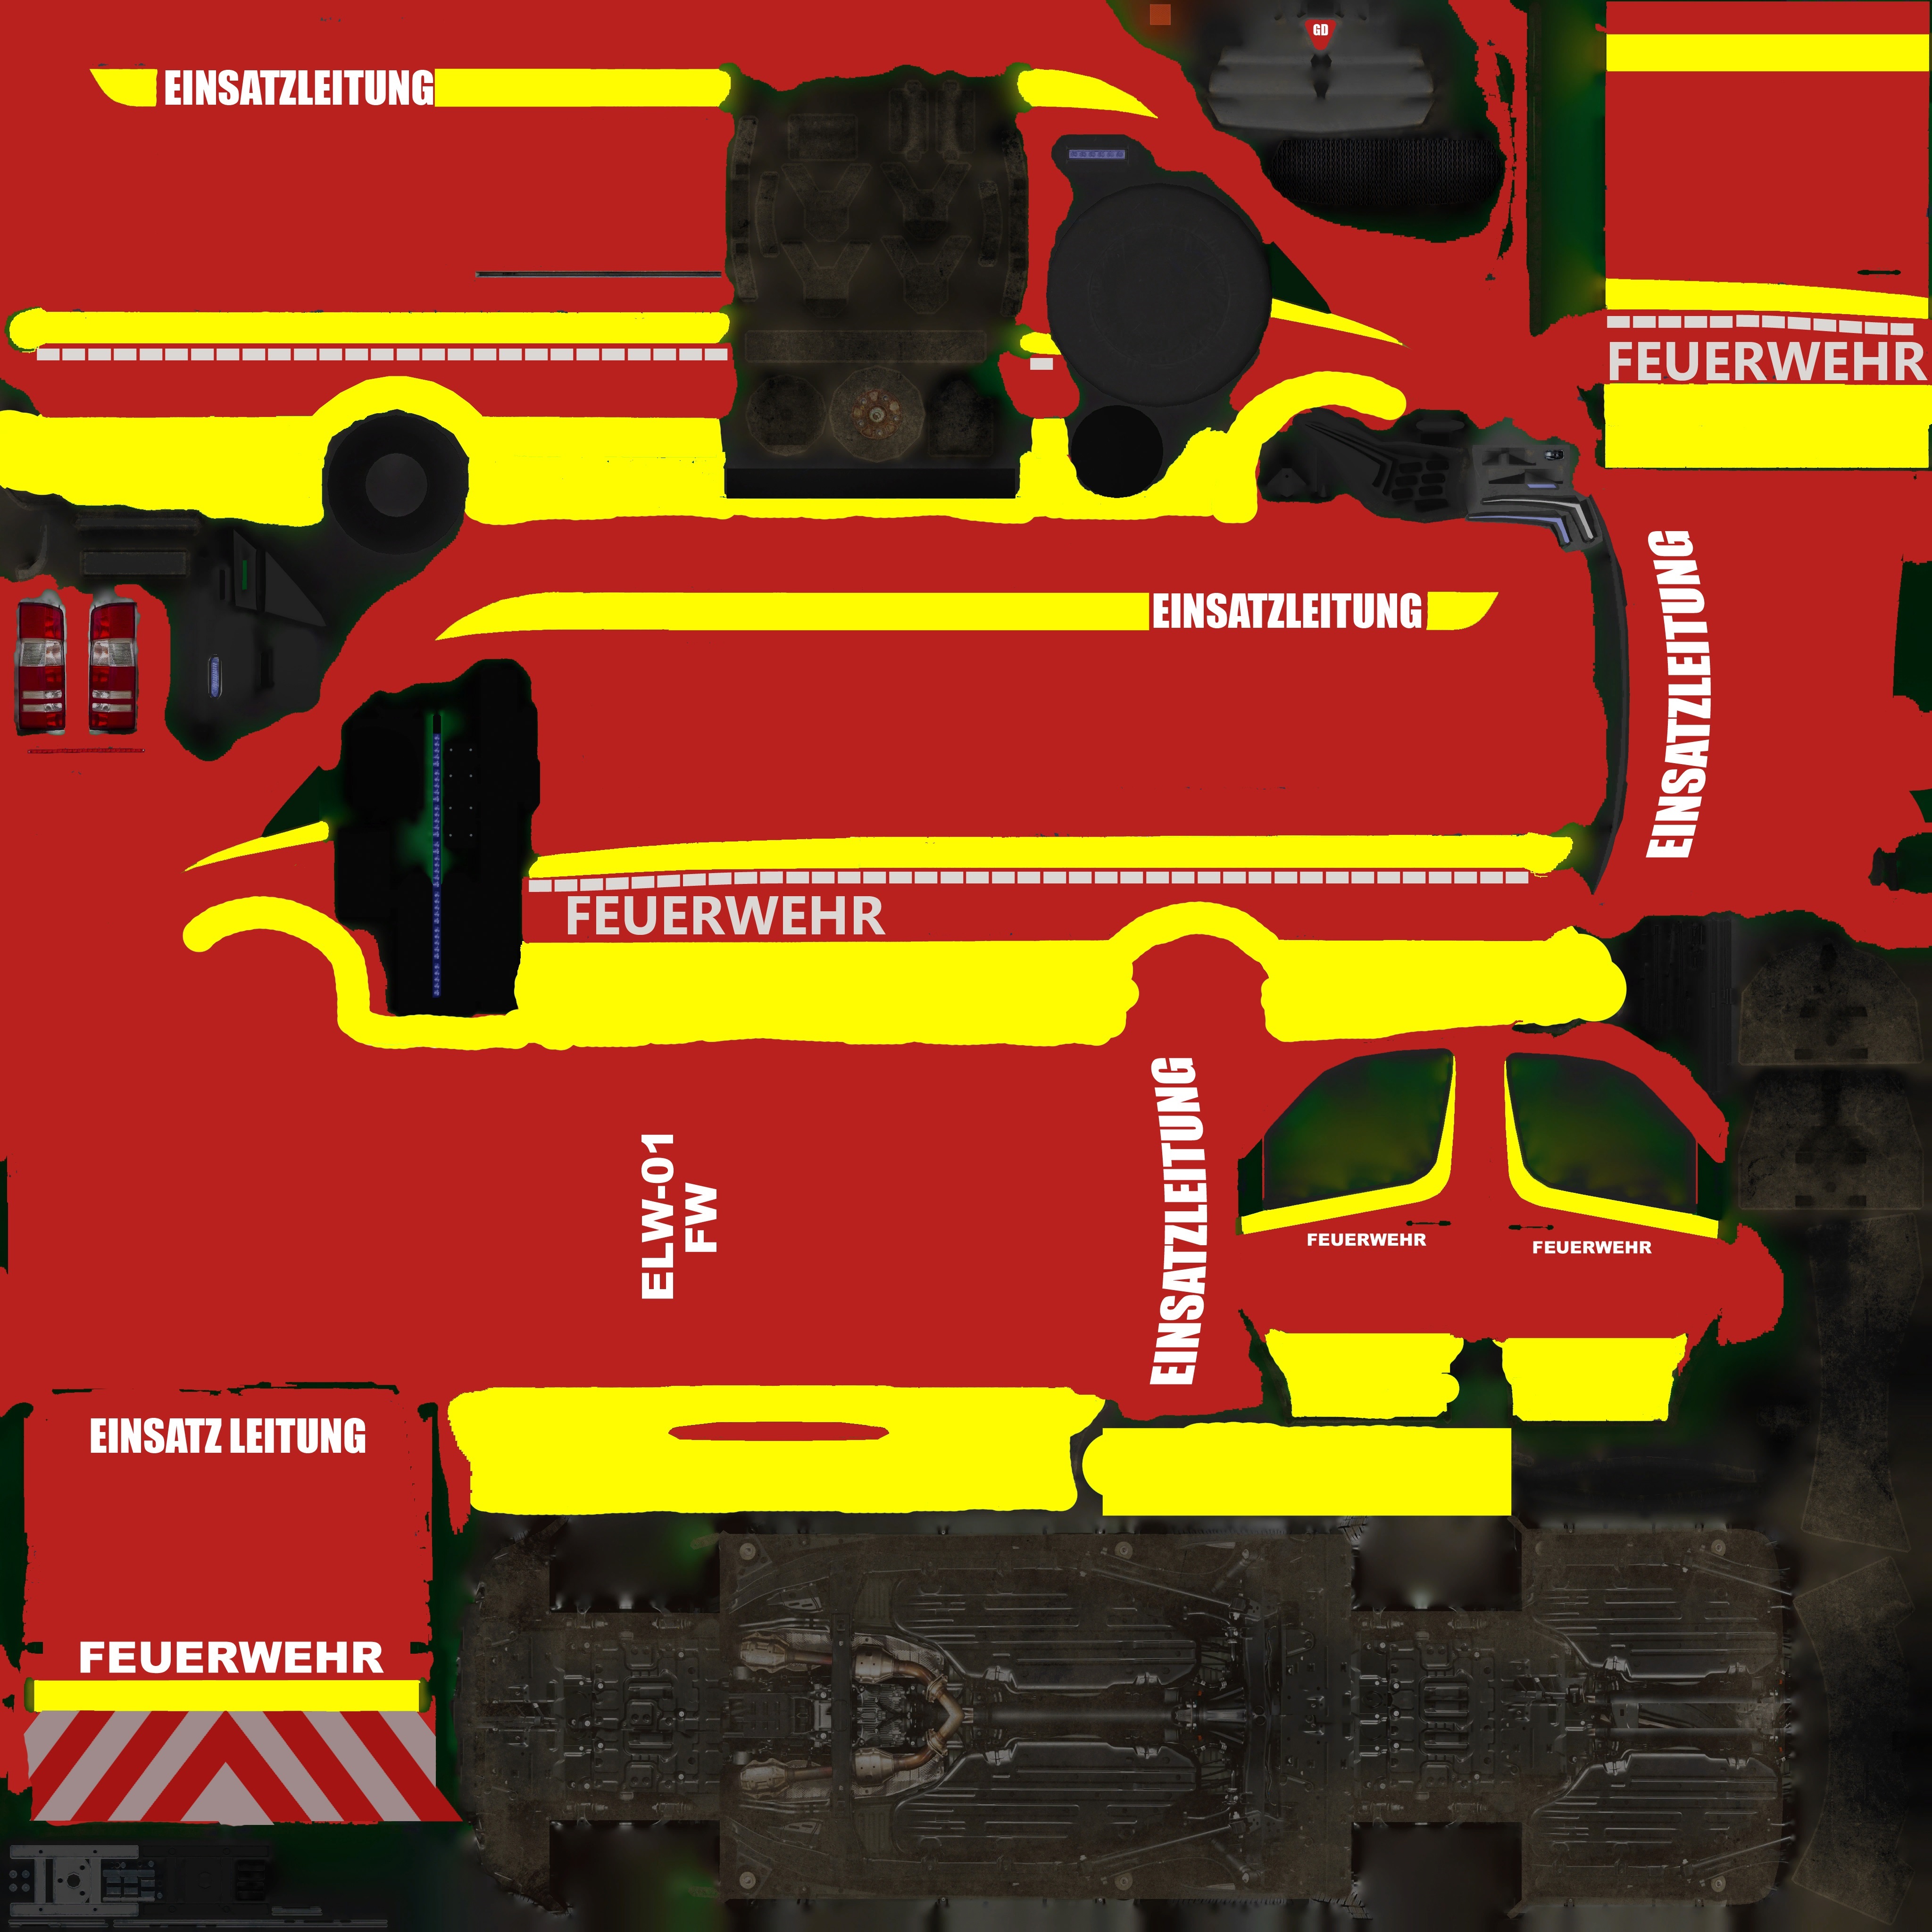 GD
EINSATZLEITUNG
FEUERWEHR
EINSATZLEITUNG
EINSATZLEITUNG
FEUERWEHR
EINSATZLEITUNG
ELW-01
FW
FEUERWEHR
FEUERWEHR
EINSATZ LEITUNG
FEUERWEHR